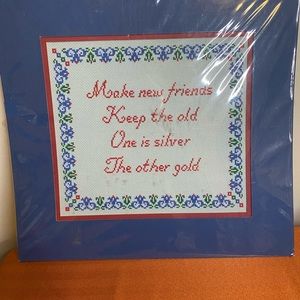 Make new friends
Keep the old
One is silver
The other gold